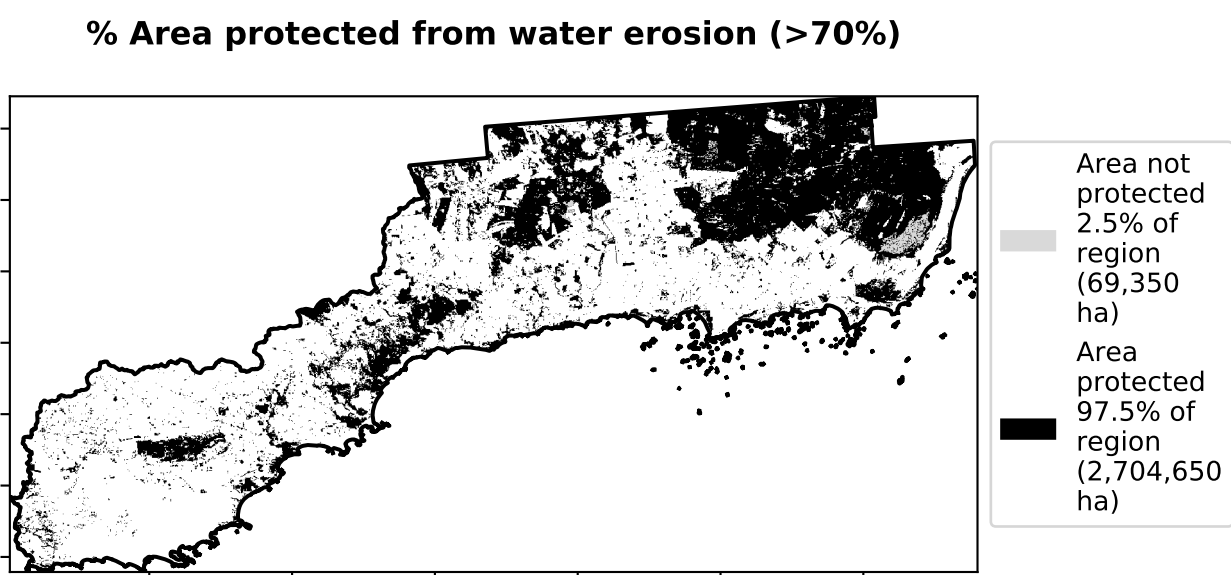 % Area protected from water erosion (>70%)
Area not
protected
2.5% of
region
(69,350
ha)
Area
protected
97.5% of
region
(2,704,650
ha)